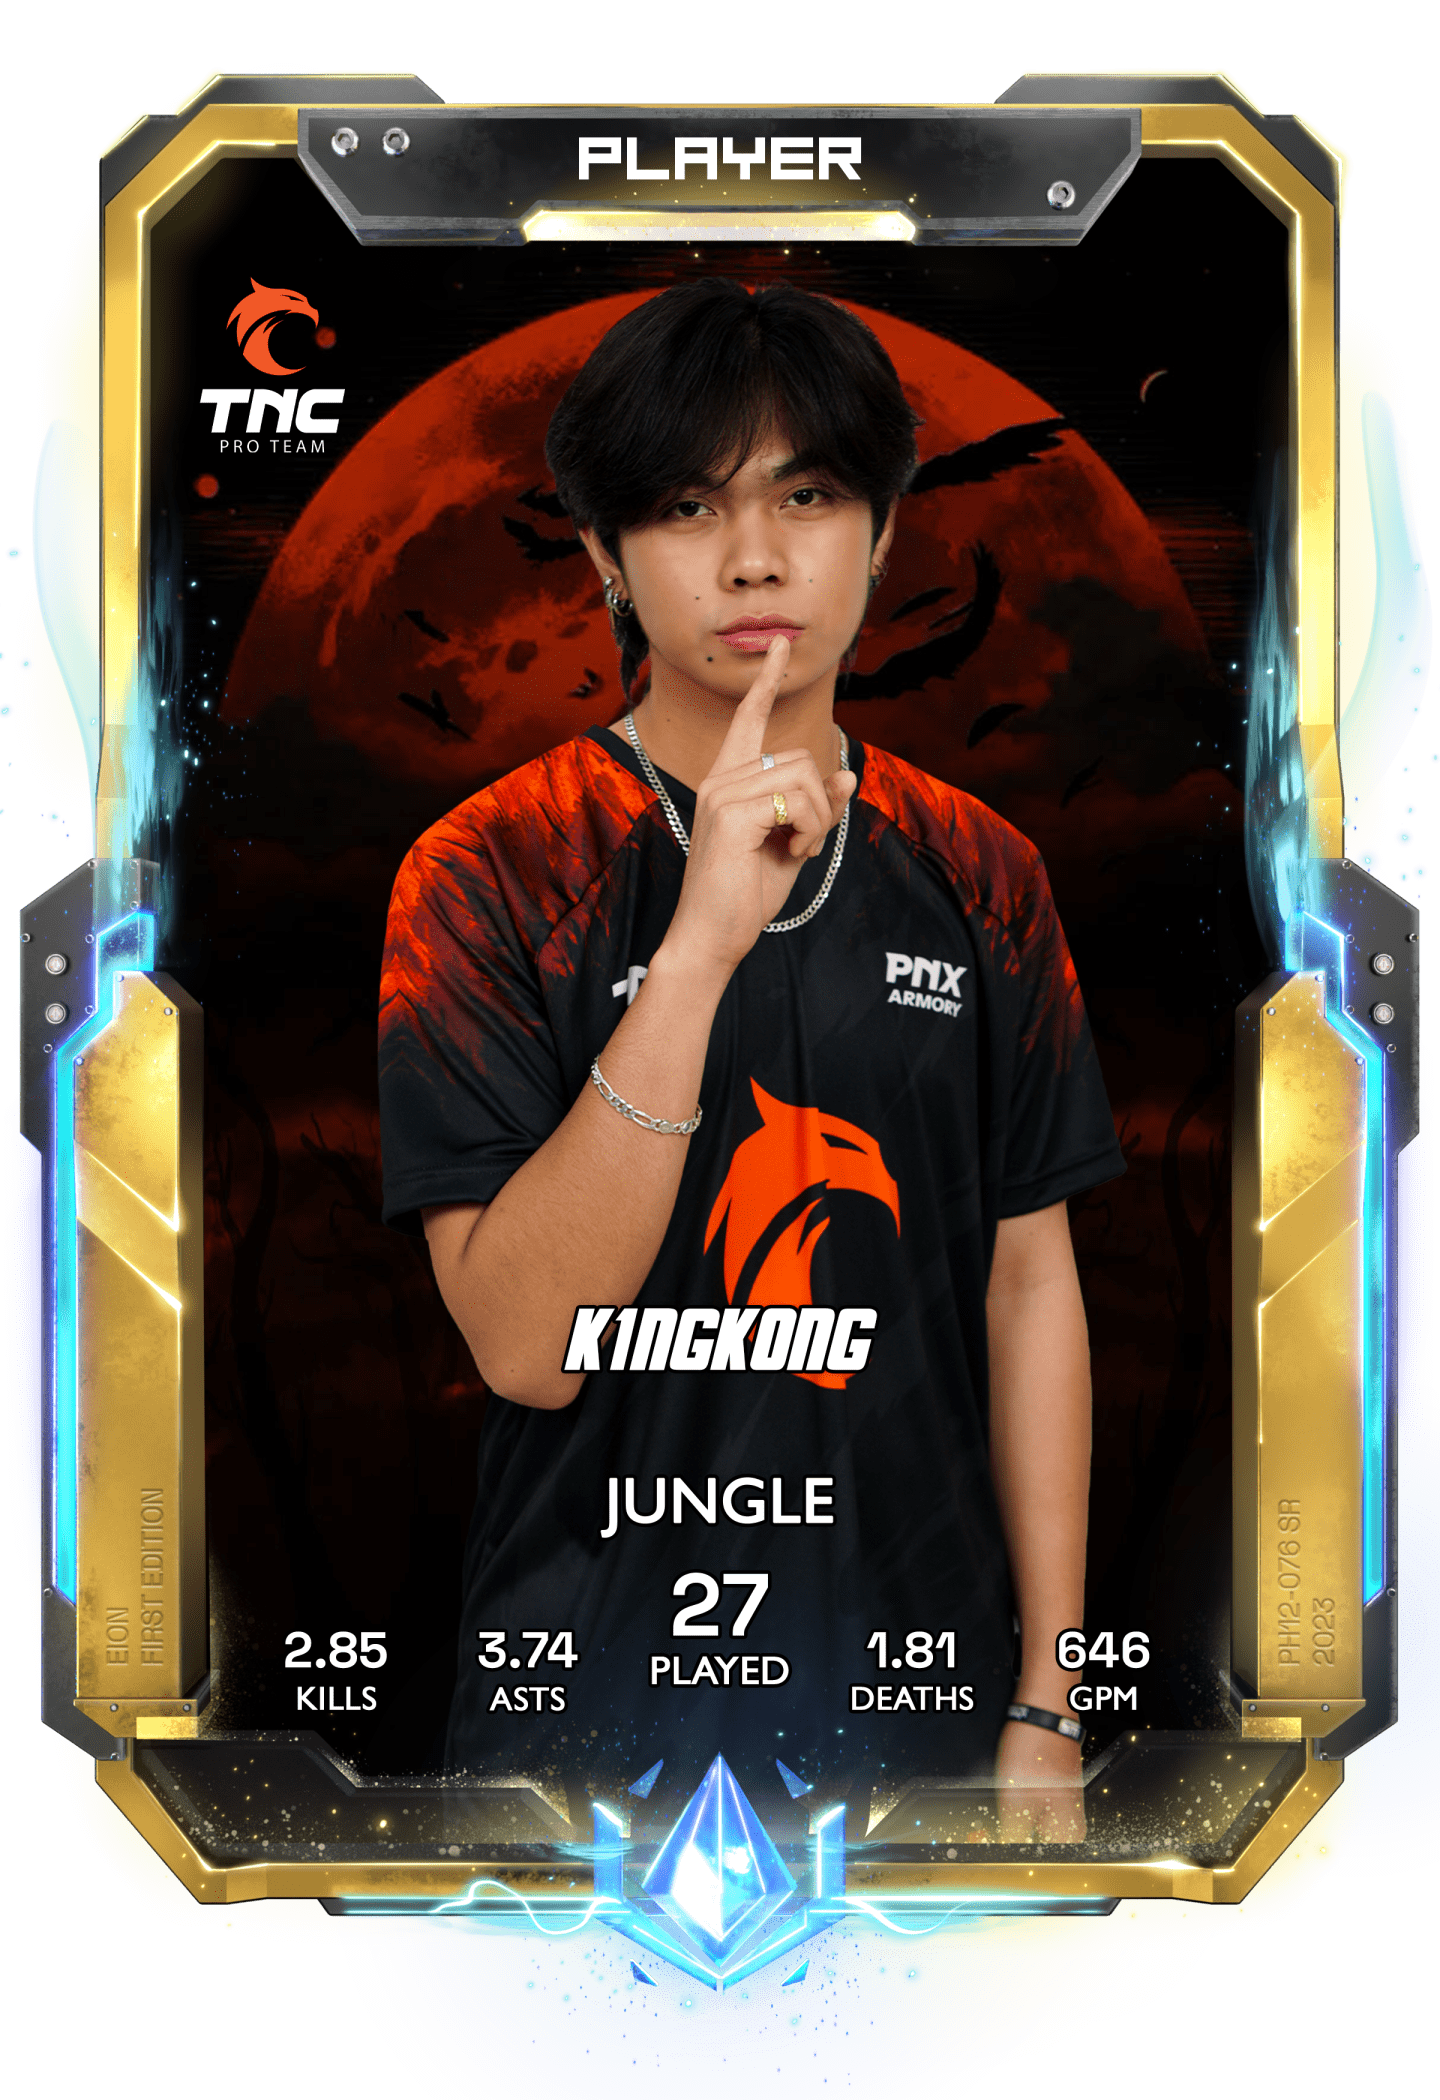 PLAYER
TNC
PRO TEAM
PNX
ARMORY
K1NGKONG
JUNGLE
27
PLAYED
2.85
KILLS
3.74
ASTS
1.81
DEATHS
646
GPM
EION
FIRST EDITION
PH12-076 SR
2023